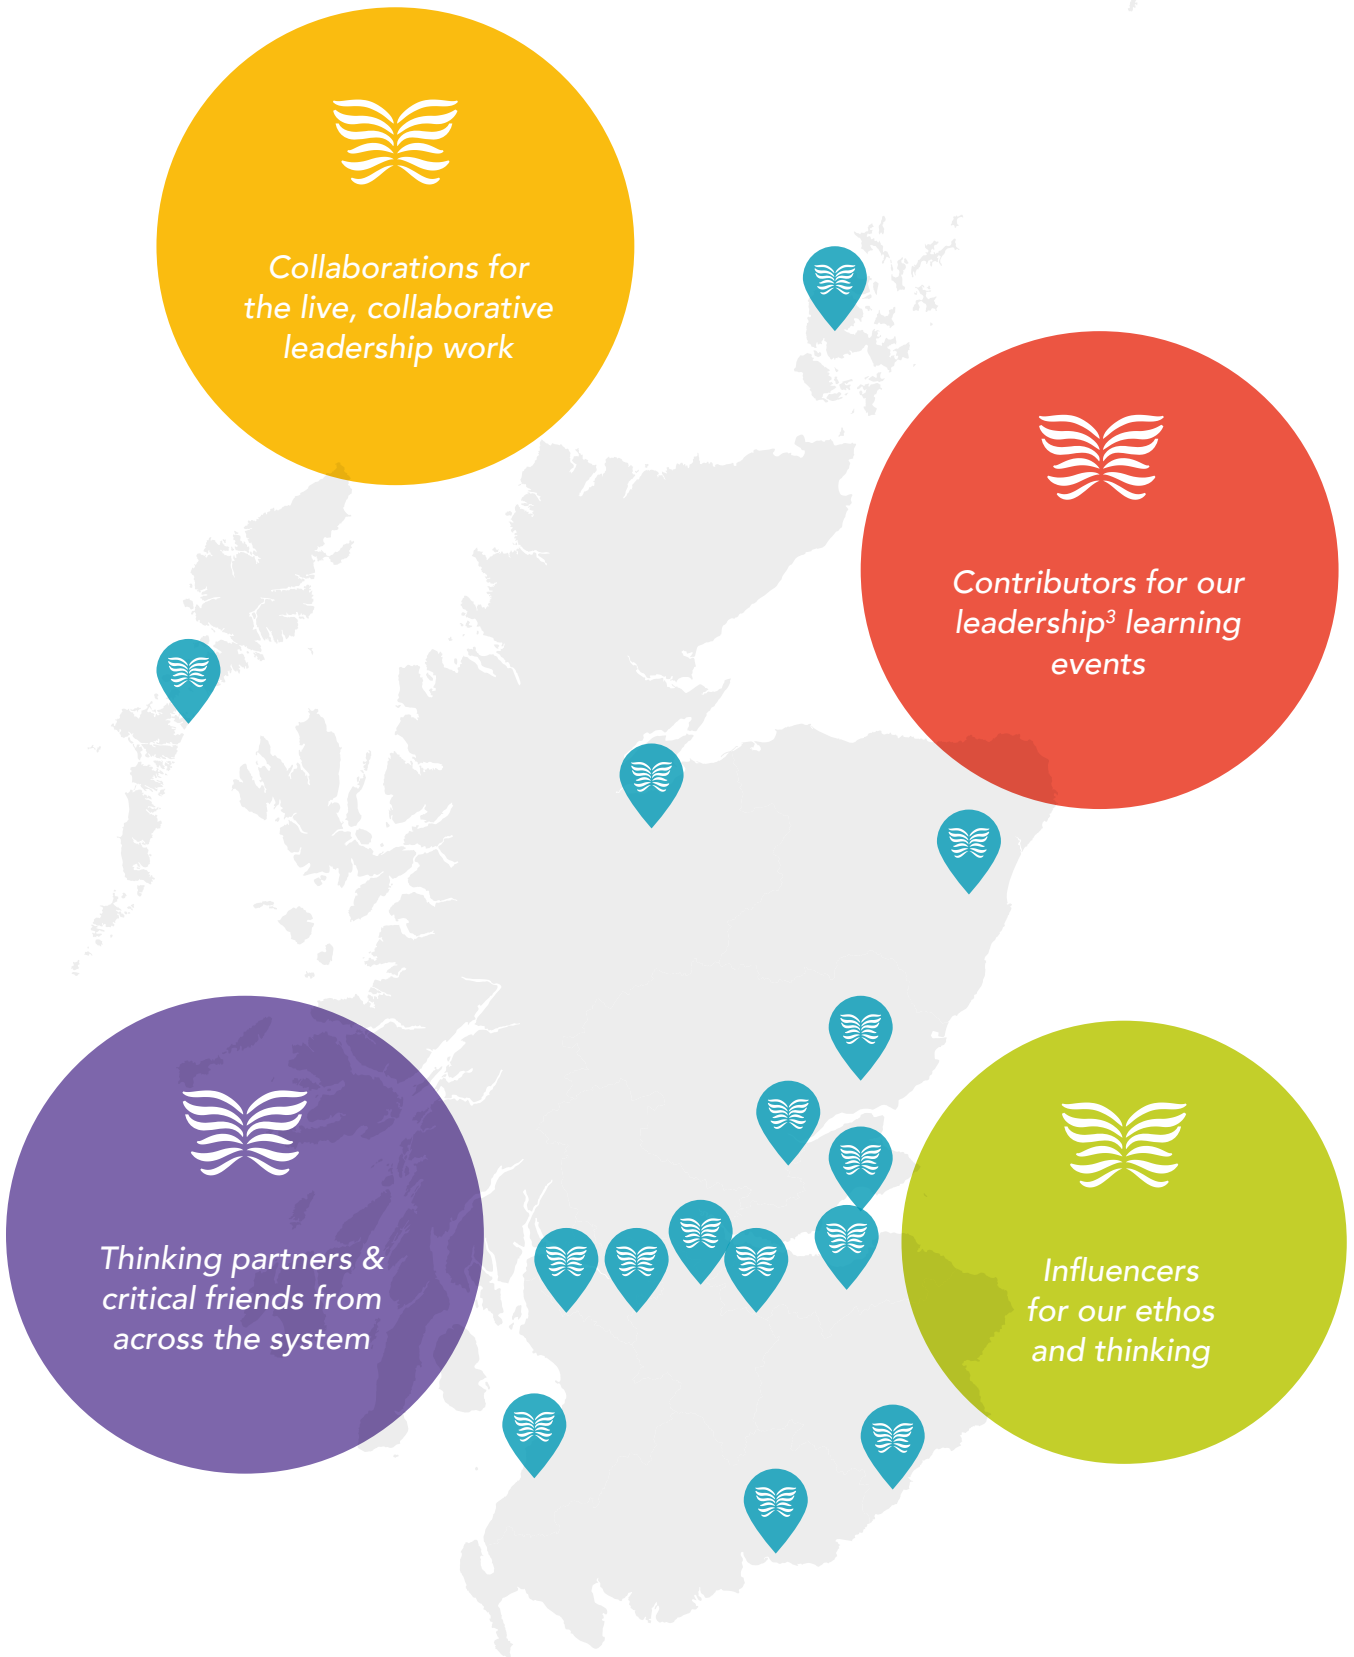 Collaborations for
the live, collaborative
leadership work
Contributors for our
leadership³ learning
events
Thinking partners &
critical friends from
across the system
Influencers
for our ethos
and thinking